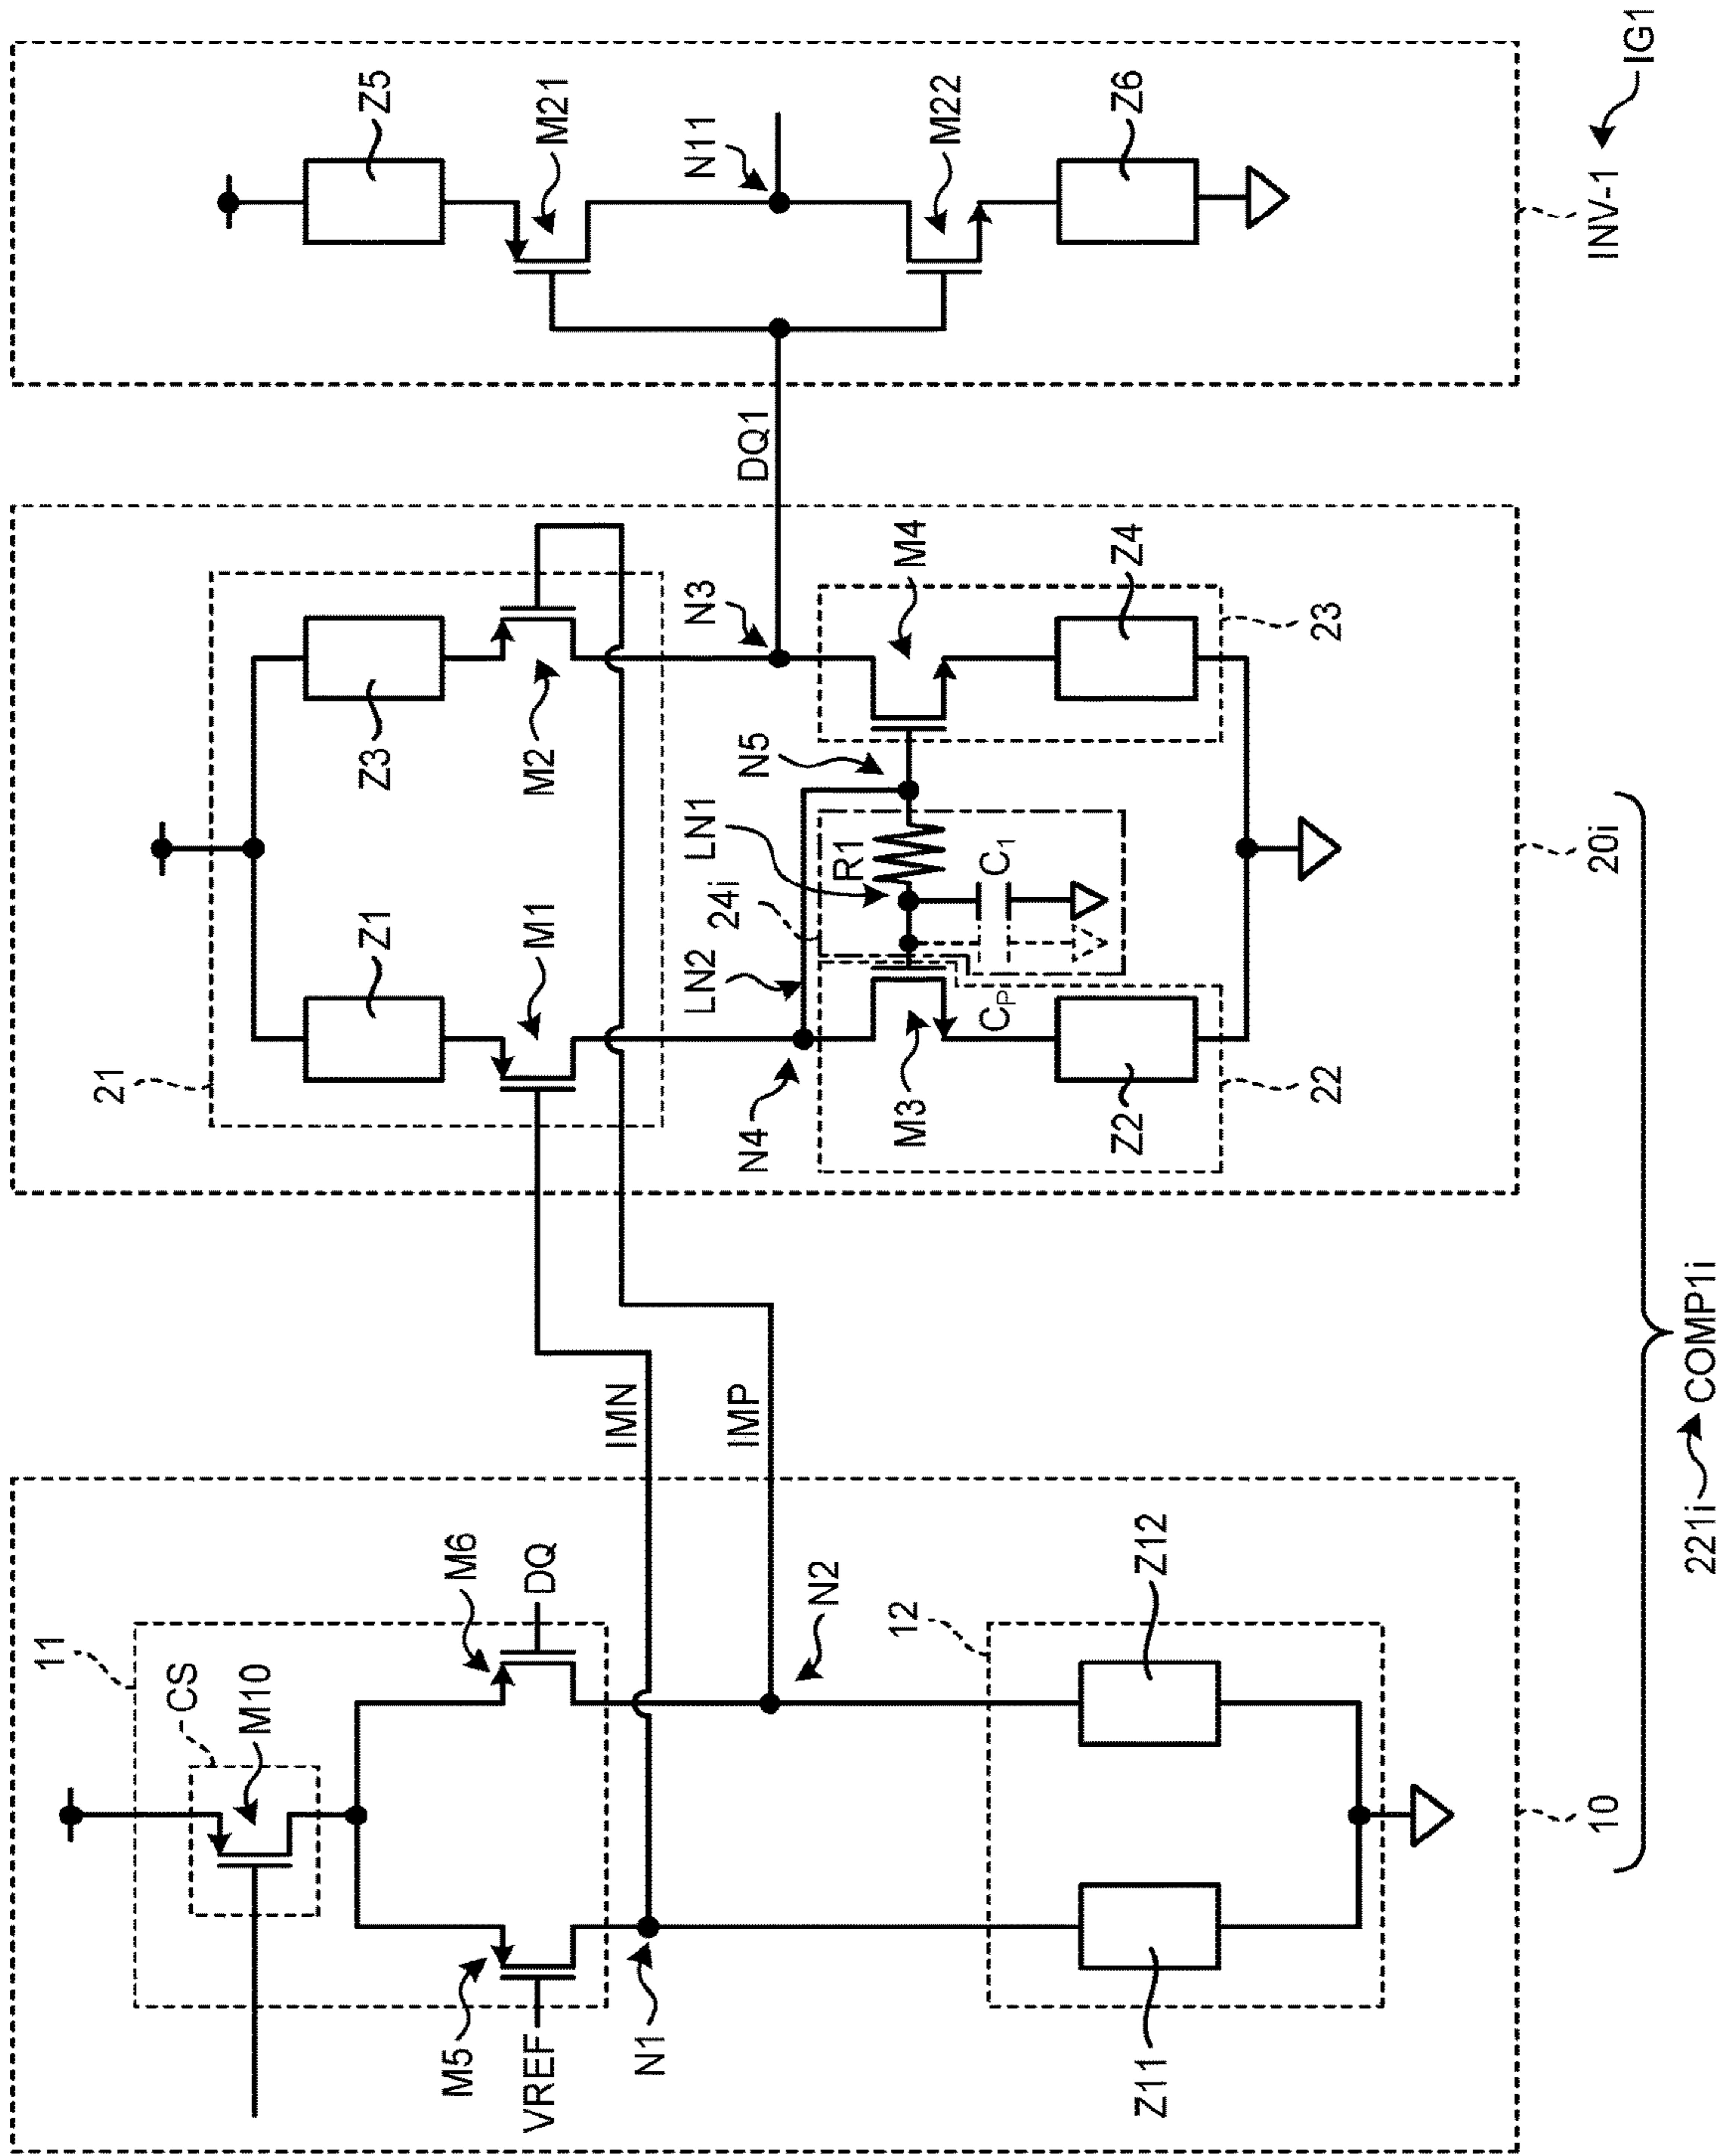 11
CS
M10
M6
DQ
M5
VREF
N1
N2
IMN
IMP
12
Z11
Z12
10
21
Z1
Z3
M1
M2
N4
LN2
24i
LN1
N5
N3
R1
C1
CP
M3
M4
Z2
Z4
22
23
20i
DQ1
Z5
M21
N11
M22
Z6
INV-1
IG1
221i
COMP1i